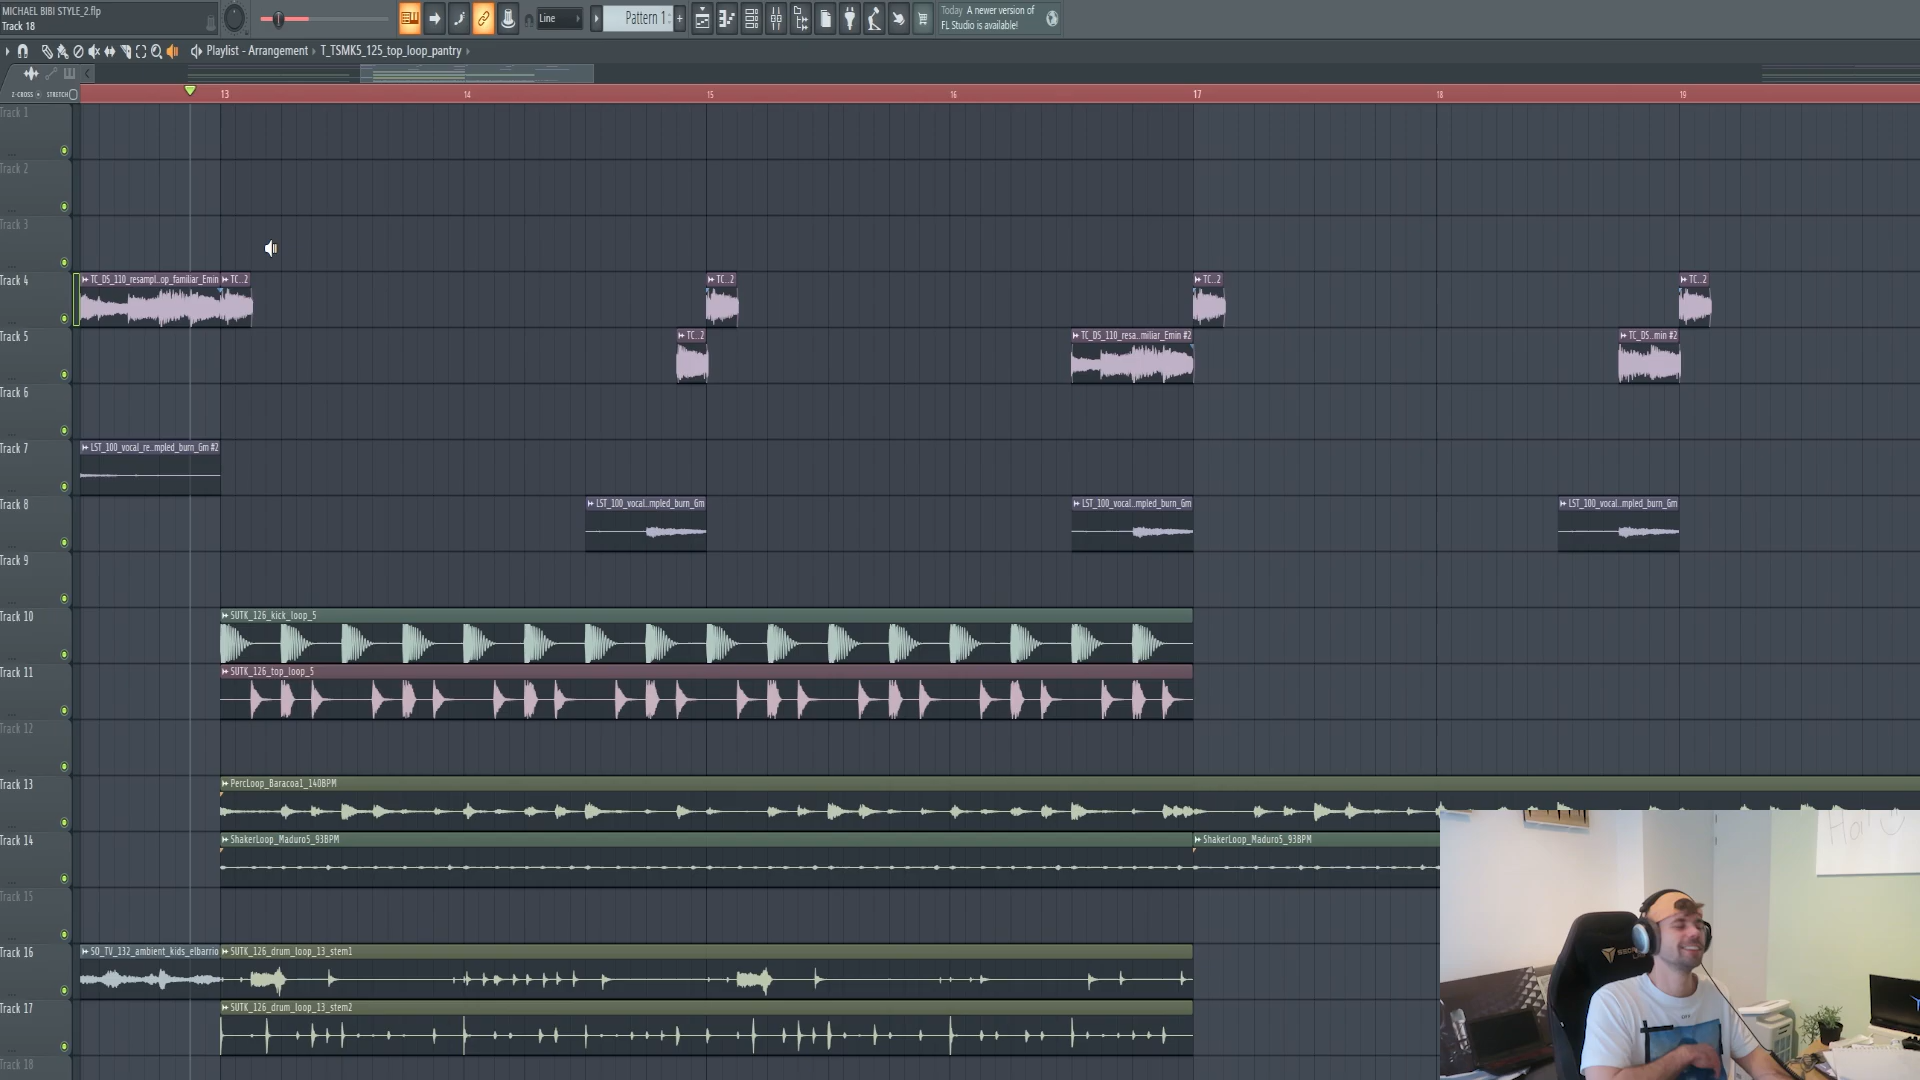 MICHAEL BIBI STYLE_2.flp
Track 18
Line
Pattern 1
+
Today A newer version of
FL Studio is available!
Playlist - Arrangement › T_TSMK5_125_top_loop_pantry ›
Z-CROSS STRETCH
13 14 15 16 17 18 19
Track 1
Track 2
Track 3
Track 4
TC_DS_110_resampl..op_familiar_Emin
TC..2
TC..2
TC..2
TC..2
Track 5
TC..2
TC_DS_110_resa..miliar_Emin #2
TC_DS..min #2
Track 6
Track 7
LST_100_vocal_re..mpled_burn_Gm #2
Track 8
LST_100_vocal..mpled_burn_Gm
LST_100_vocal..mpled_burn_Gm
LST_100_vocal..mpled_burn_Gm
Track 9
Track 10
SUTK_126_kick_loop_5
Track 11
SUTK_126_top_loop_5
Track 12
Track 13
PercLoop_Baracoa1_140BPM
Track 14
ShakerLoop_Maduro5_93BPM
ShakerLoop_Maduro5_93BPM
Track 15
Track 16
SO_TV_132_ambient_kids_elbarrio
SUTK_126_drum_loop_13_stem1
Track 17
SUTK_126_drum_loop_13_stem2
Track 18